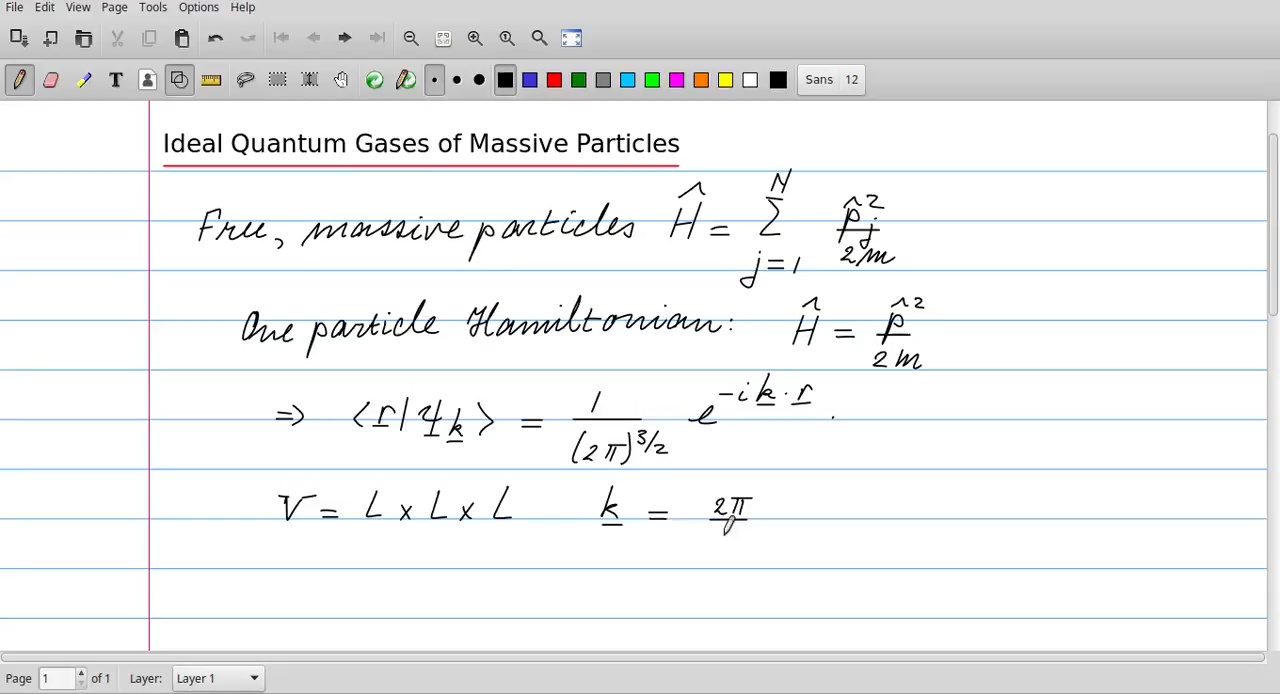 File Edit View Page Tools Options Help
Sans 12
Ideal Quantum Gases of Massive Particles
Free, massive particles Ĥ = ∑_{j=1}^{N} p̂_j²/2m
One particle Hamiltonian: Ĥ = p̂²/2m
⇒ ⟨r|Ψ_k⟩ = 1/(2π)^{3/2} e^{-i k · r} .
V = L × L × L k = 2π
Page 1 of 1 Layer: Layer 1